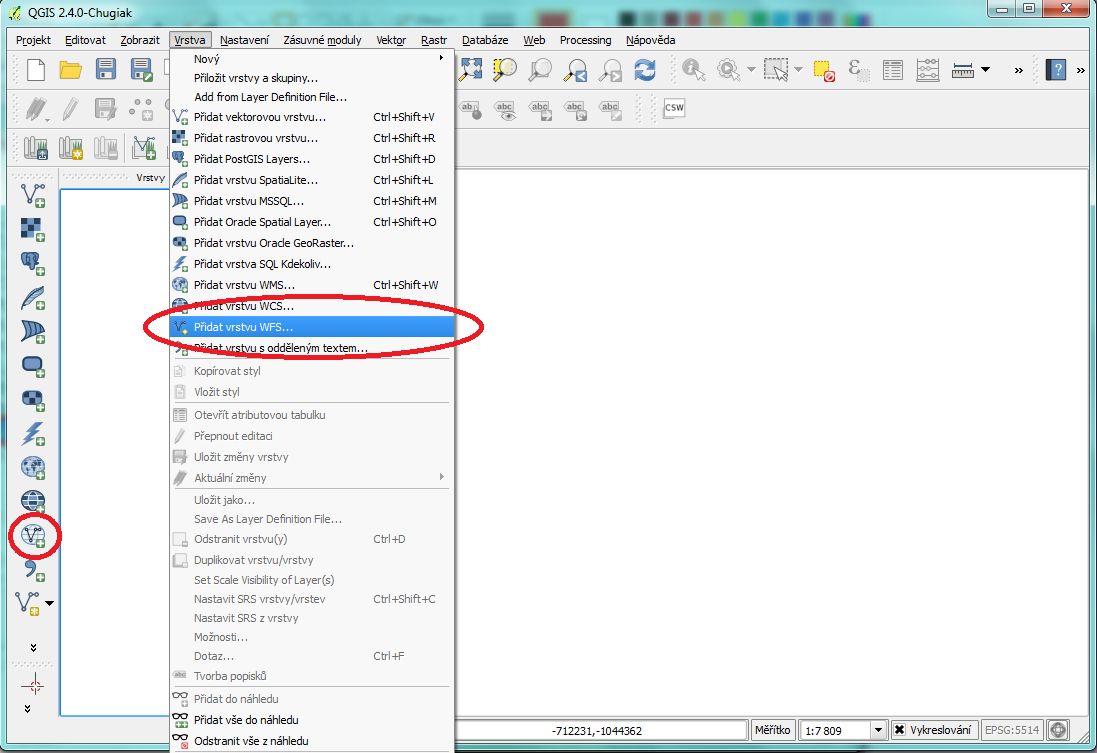 QGIS 2.4.0-Chugiak
Projekt Editovat Zobrazit Vrstva Nastavení Zásuvné moduly Vektor Rastr Databáze Web Processing Nápověda
Nový
Přiložit vrstvy a skupiny...
Add from Layer Definition File...
Přidat vektorovou vrstvu... Ctrl+Shift+V
Přidat rastrovou vrstvu... Ctrl+Shift+R
Přidat PostGIS Layers... Ctrl+Shift+D
Přidat vrstvu SpatiaLite... Ctrl+Shift+L
Přidat vrstvu MSSQL... Ctrl+Shift+M
Přidat Oracle Spatial Layer... Ctrl+Shift+O
Přidat vrstvu Oracle GeoRaster...
Přidat vrstva SQL Kdekoliv...
Přidat vrstvu WMS... Ctrl+Shift+W
Přidat vrstvu WCS...
Přidat vrstvu WFS...
Přidat vrstvu s odděleným textem...
Kopírovat styl
Vložit styl
Otevřít atributovou tabulku
Přepnout editaci
Uložit změny vrstvy
Aktuální změny
Uložit jako...
Save As Layer Definition File...
Odstranit vrstvu(y) Ctrl+D
Duplikovat vrstvu/vrstvy
Set Scale Visibility of Layer(s)
Nastavit SRS vrstvy/vrstev Ctrl+Shift+C
Nastavit SRS z vrstvy
Možnosti...
Dotaz... Ctrl+F
abc Tvorba popisků
Přidat do náhledu
Přidat vše do náhledu
Odstranit vše z náhledu
Vrstvy
ab abc abc abc abc CSW
-712231,-1044362 Měřítko 1:7 809 Vykreslování EPSG:5514